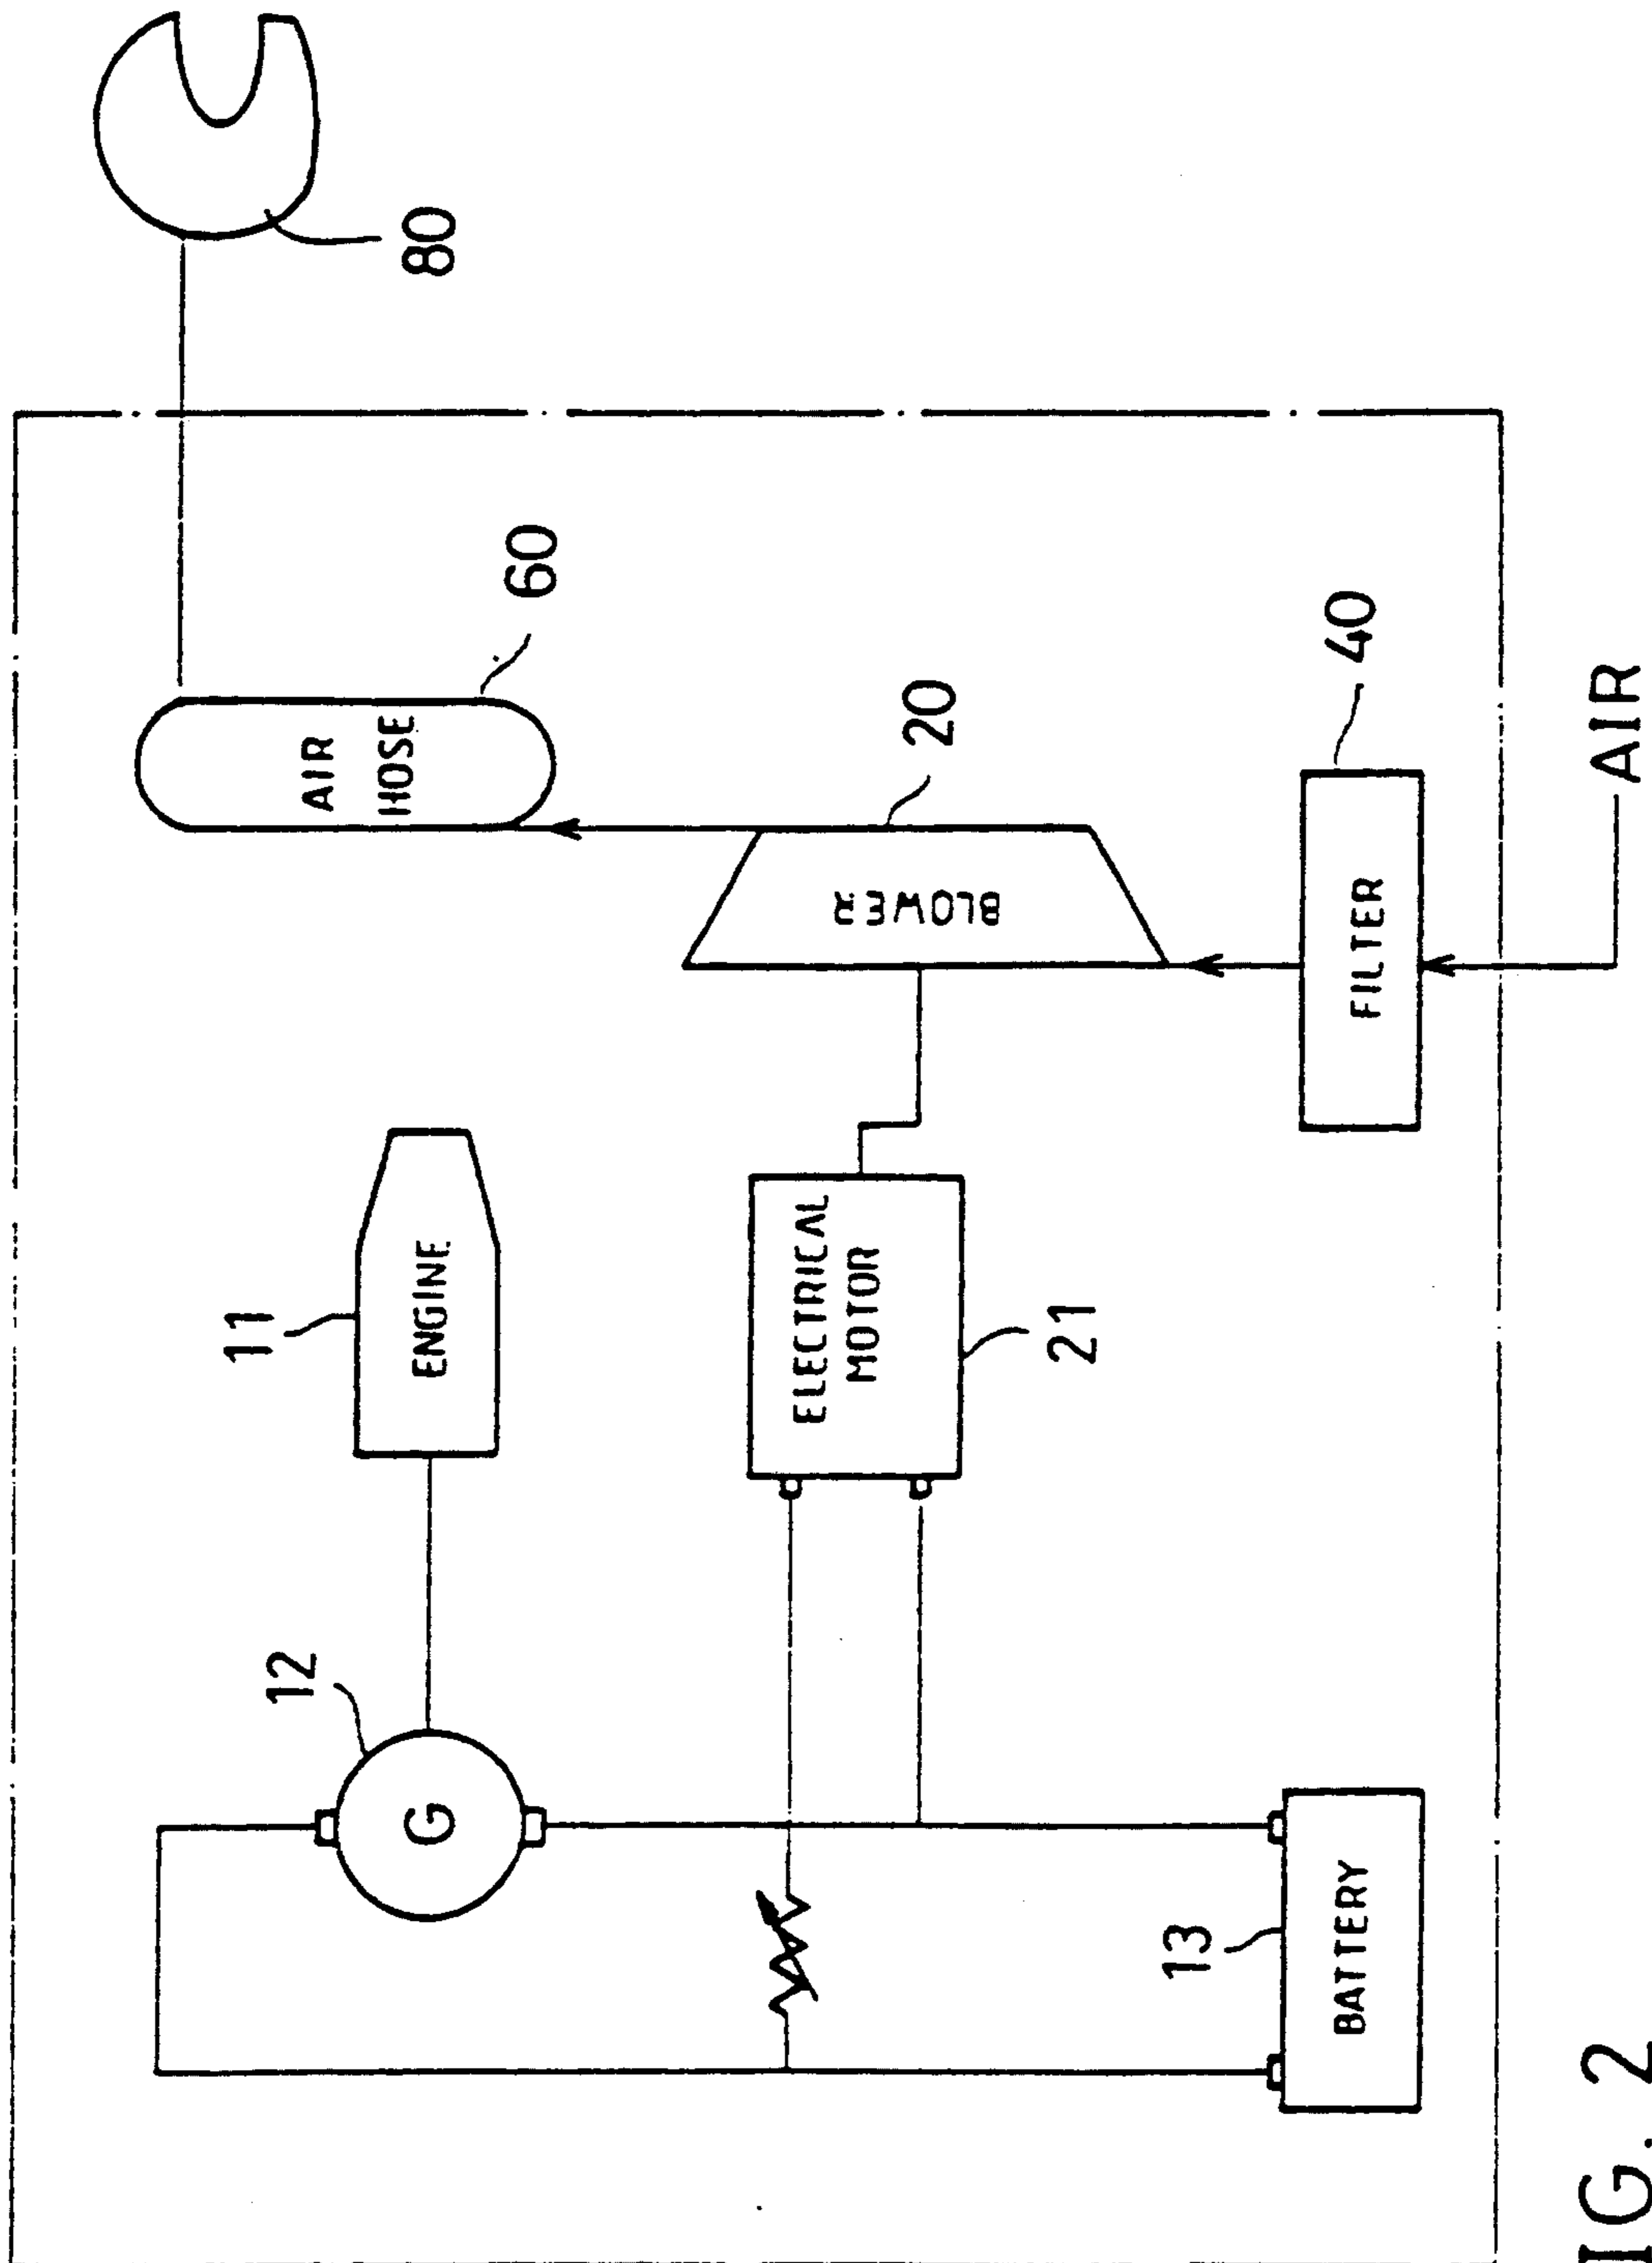 11
12
AIR
HOSE
80
G
ENGINE
60
ELECTRICAL
MOTOR
BLOWER
20
21
13
BATTERY
FILTER
40
IG. 2
AIR